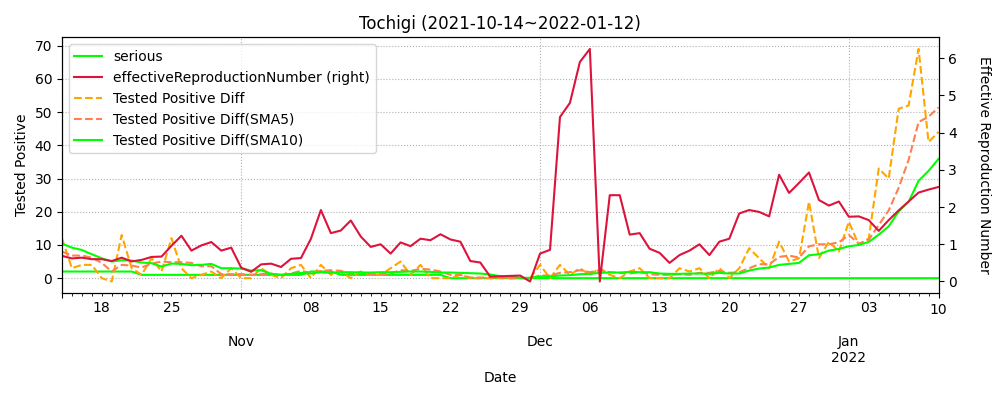 Tochigi (2021-10-14~2022-01-12)
serious
effectiveReproductionNumber (right)
Tested Positive Diff
Tested Positive Diff(SMA5)
Tested Positive Diff(SMA10)
Tested Positive
70
60
50
40
30
20
10
0
Effective Reproduction Number
6
5
4
3
2
1
0
18 25 08 15 22 29 06 13 20 27 03 10
Nov Dec Jan
2022
Date